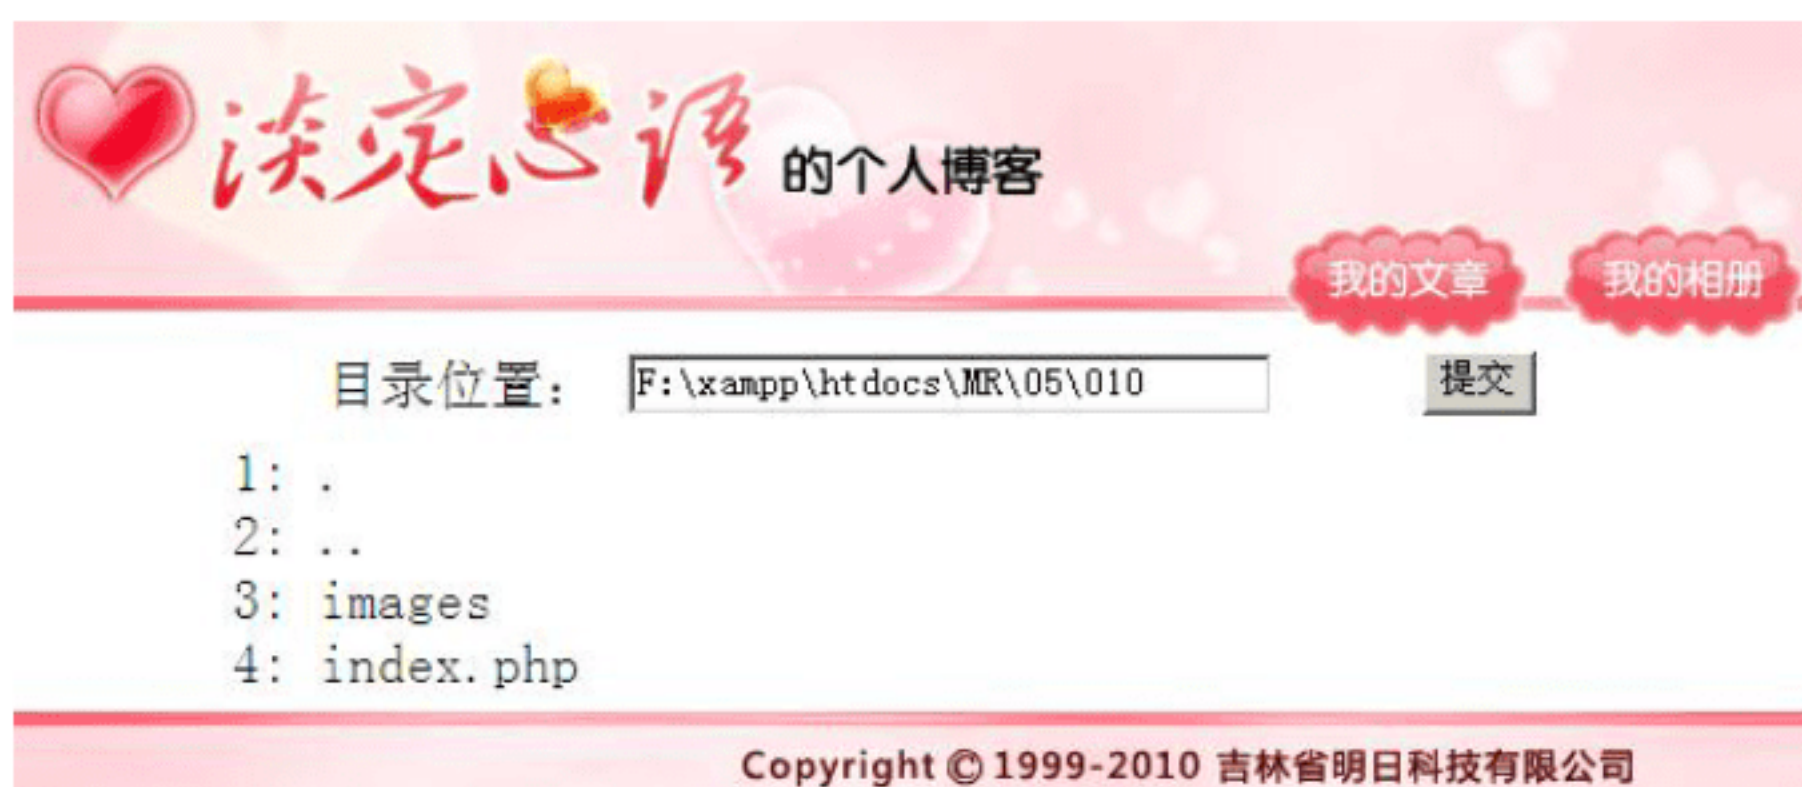 淡定心语 的个人博客
我的文章 我的相册
目录位置： F:\xampp\htdocs\MR\05\010 提交
1: .
2: ..
3: images
4: index.php
Copyright © 1999-2010 吉林省明日科技有限公司